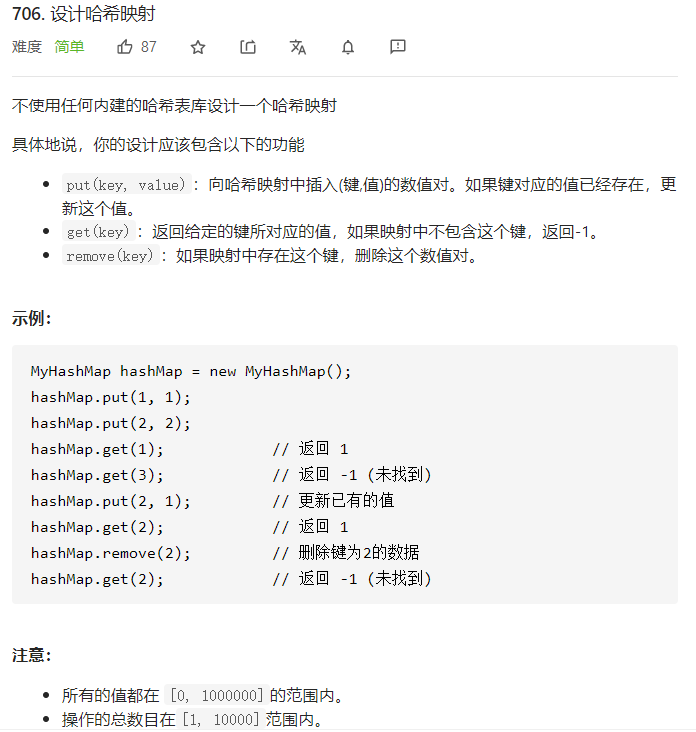 706. 设计哈希映射
难度 简单 87
不使用任何内建的哈希表库设计一个哈希映射
具体地说，你的设计应该包含以下的功能
put(key, value)：向哈希映射中插入(键,值)的数值对。如果键对应的值已经存在，更
新这个值。
get(key)：返回给定的键所对应的值，如果映射中不包含这个键，返回-1。
remove(key)：如果映射中存在这个键，删除这个数值对。
示例：
MyHashMap hashMap = new MyHashMap();
hashMap.put(1, 1);
hashMap.put(2, 2);
hashMap.get(1); // 返回 1
hashMap.get(3); // 返回 -1 (未找到)
hashMap.put(2, 1); // 更新已有的值
hashMap.get(2); // 返回 1
hashMap.remove(2); // 删除键为2的数据
hashMap.get(2); // 返回 -1 (未找到)
注意：
所有的值都在 [0, 1000000]的范围内。
操作的总数目在[1, 10000]范围内。